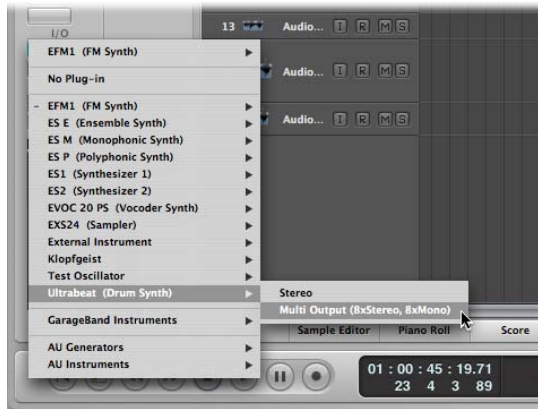 I/O
13 Audio... I R M S
EFM1 (FM Synth)
No Plug-in
Audio... I R M S
– EFM1 (FM Synth)
ES E (Ensemble Synth)
Audio... I R M S
ES M (Monophonic Synth)
ES P (Polyphonic Synth)
ES1 (Synthesizer 1)
ES2 (Synthesizer 2)
EVOC 20 PS (Vocoder Synth)
EXS24 (Sampler)
External Instrument
Klopfgeist
Test Oscillator
Ultrabeat (Drum Synth)
Stereo
Multi Output (8xStereo, 8xMono)
GarageBand Instruments
Sample Editor Piano Roll Score
AU Generators
AU Instruments
01 : 00 : 45 : 19.71
23 4 3 89